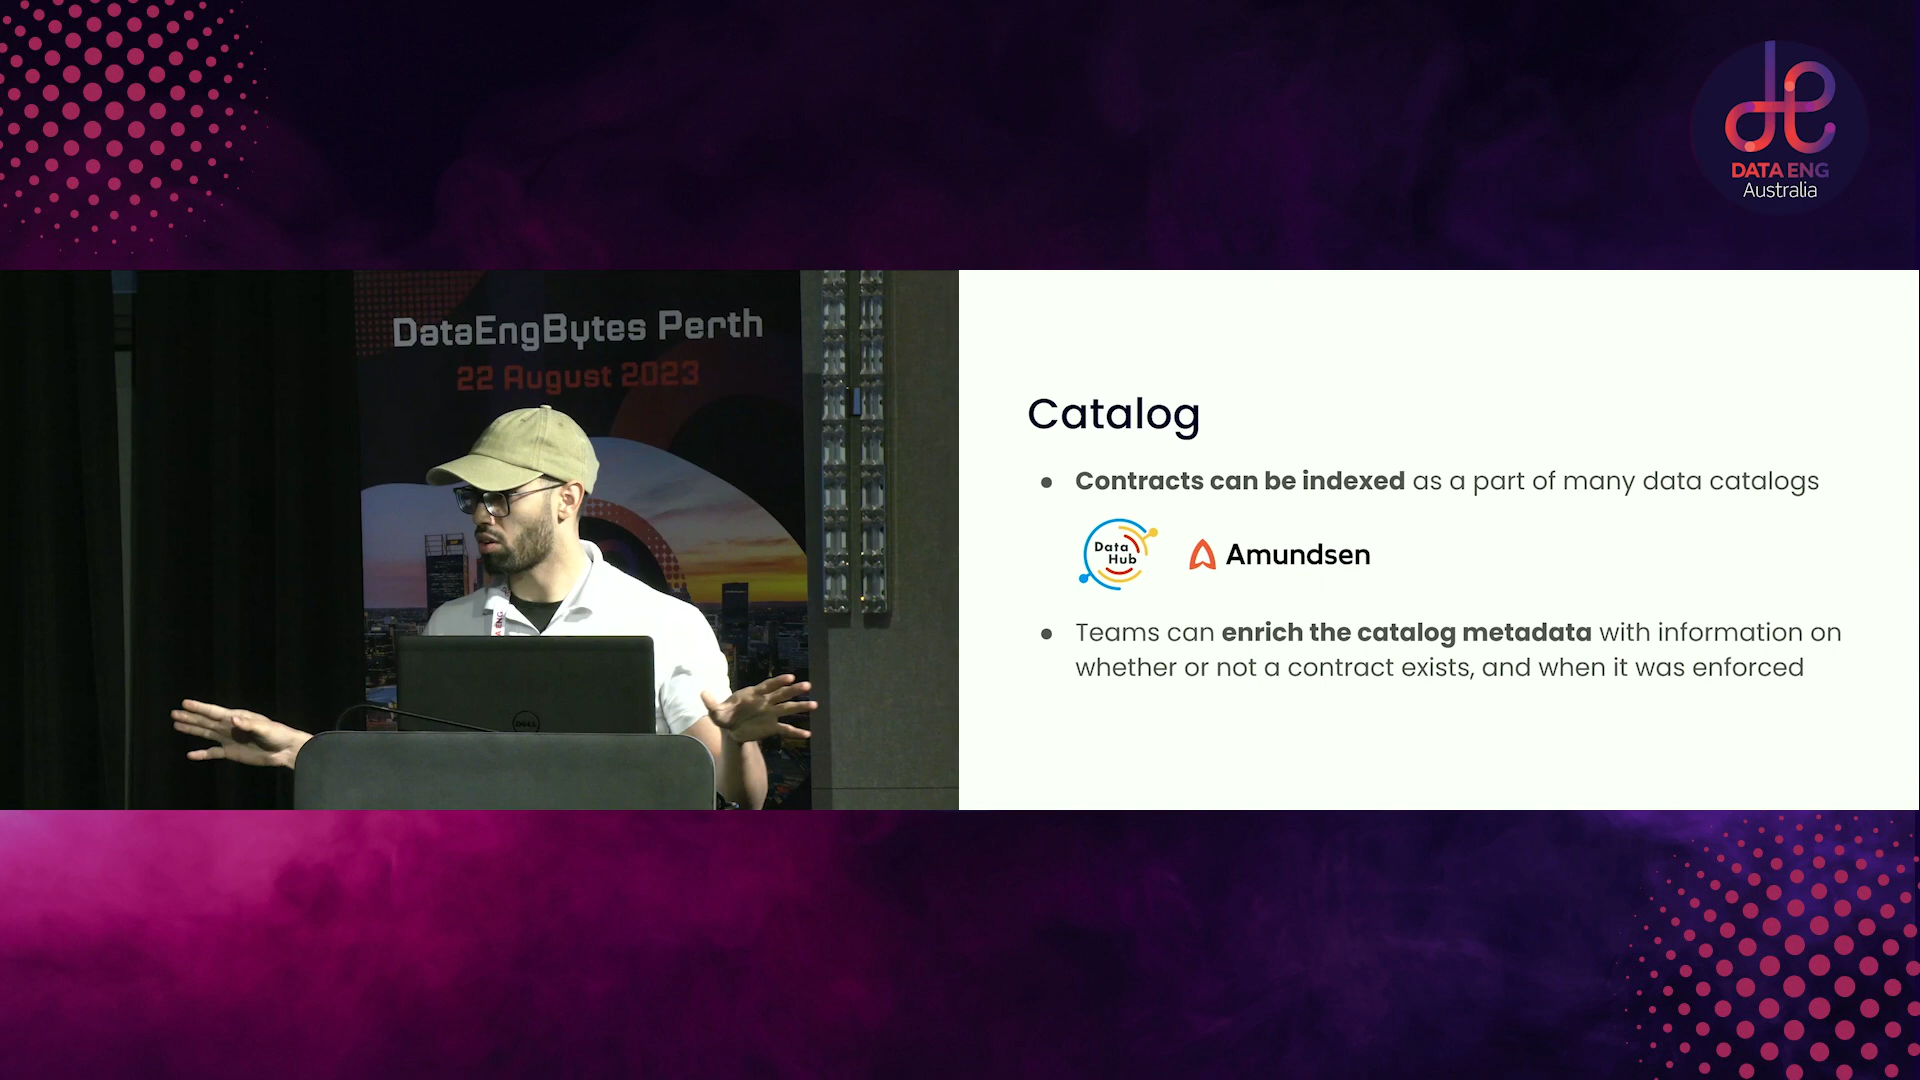 DATA ENG
Australia
DataEngBytes Perth
22 August 2023
A ENG
DELL
Catalog
● Contracts can be indexed as a part of many data catalogs
Data
Hub
Amundsen
● Teams can enrich the catalog metadata with information on
whether or not a contract exists, and when it was enforced